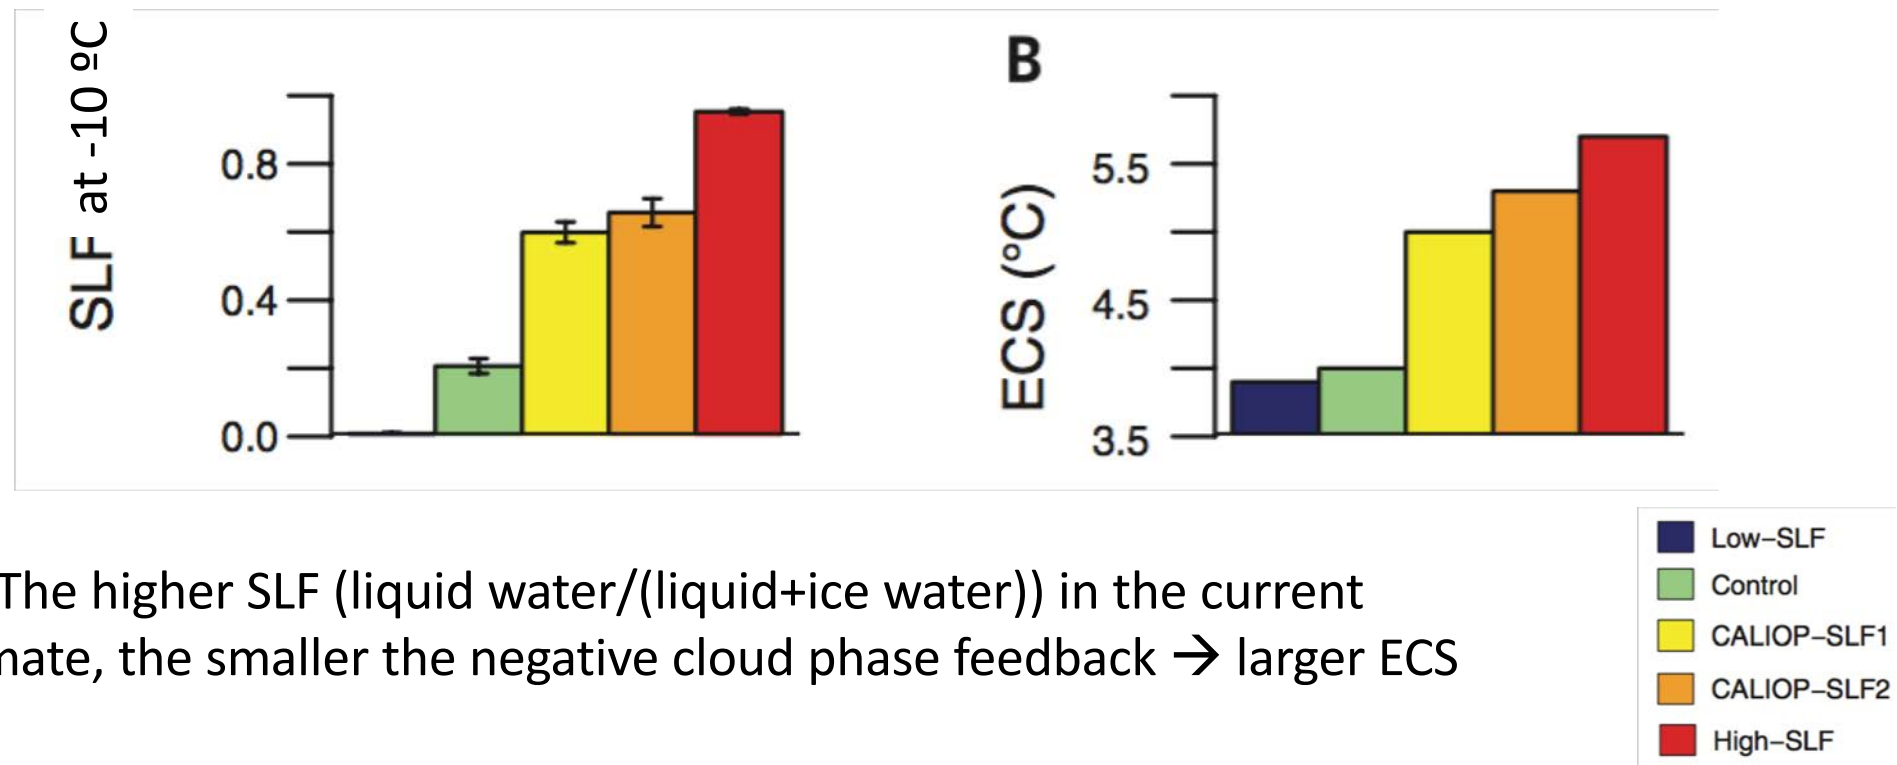 SLF at -10 ºC
0.8
0.4
0.0
B
ECS (°C)
5.5
4.5
3.5
The higher SLF (liquid water/(liquid+ice water)) in the current
the smaller the negative cloud phase feedback → larger ECS
Low−SLF
Control
CALIOP−SLF1
CALIOP−SLF2
High−SLF